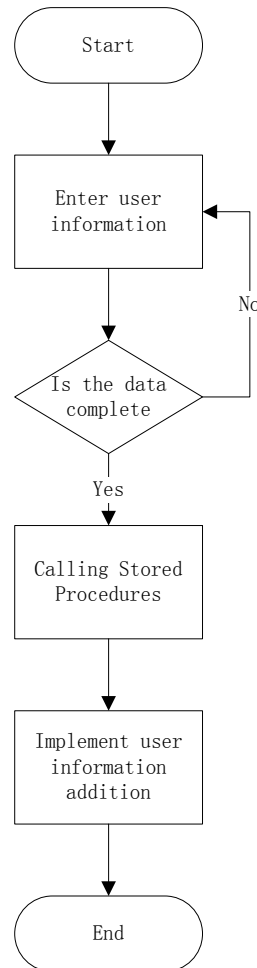 Start
Enter user
information
No
Is the data
complete
Yes
Calling Stored
Procedures
Implement user
information
addition
End